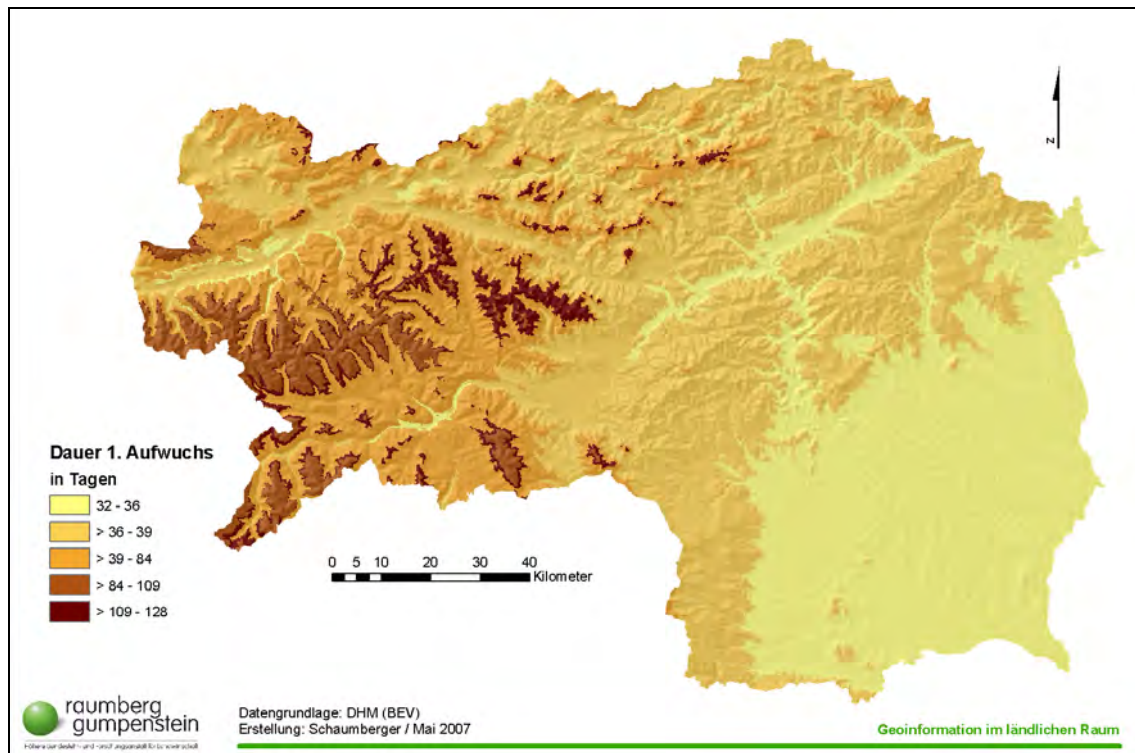 N
Dauer 1. Aufwuchs
in Tagen
32 - 36
> 36 - 39
> 39 - 84
> 84 - 109
> 109 - 128
0 5 10 20 30 40
Kilometer
raumberg
gumpenstein
Datengrundlage: DHM (BEV)
Erstellung: Schaumberger / Mai 2007
Geoinformation im ländlichen Raum